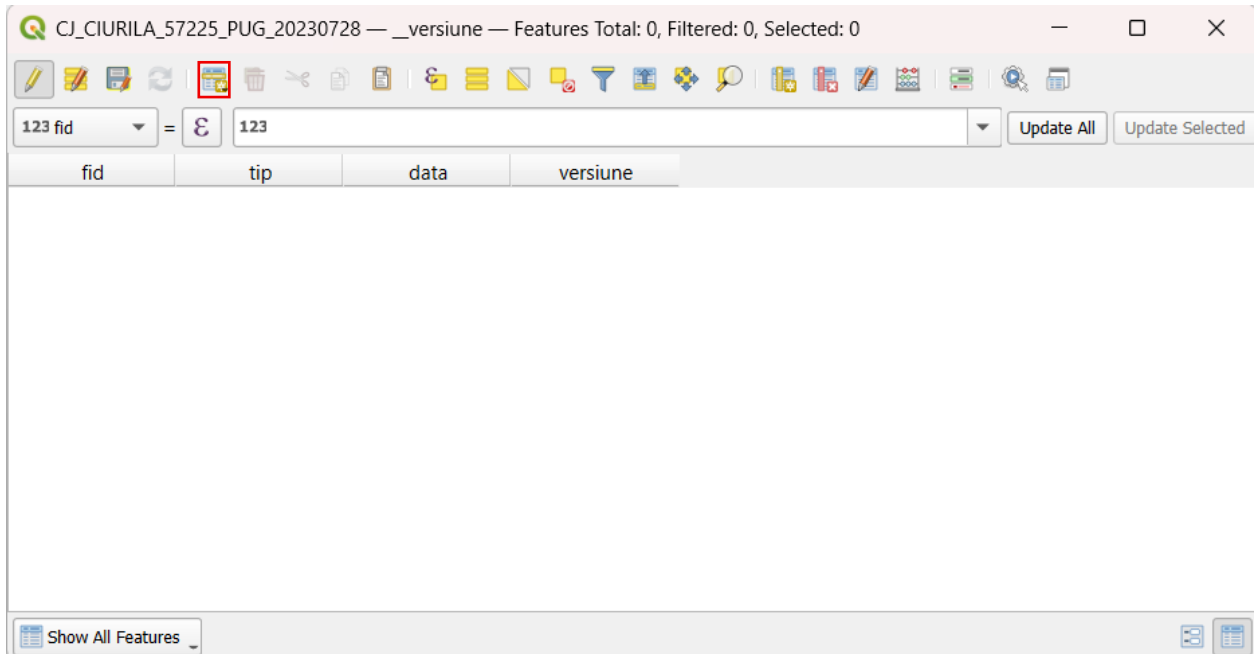 CJ_CIURILA_57225_PUG_20230728 — __versiune — Features Total: 0, Filtered: 0, Selected: 0
123 fid = ε 123 Update All Update Selected
fid tip data versiune
Show All Features